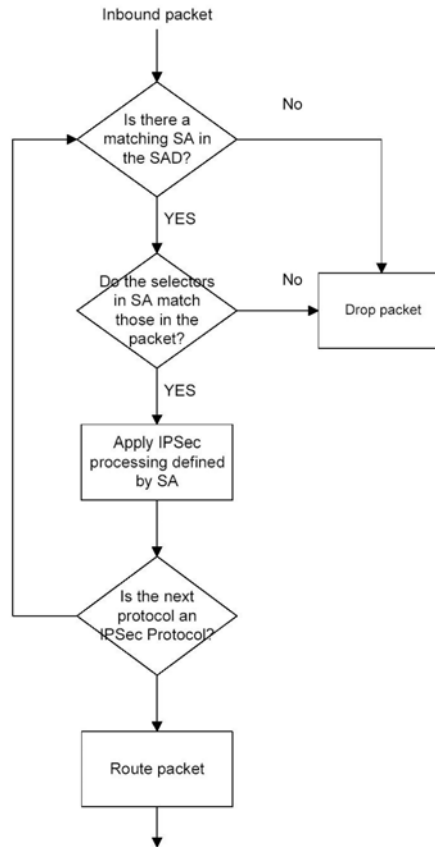 Inbound packet
Is there a
matching SA in
the SAD?
No
YES
Do the selectors
in SA match
those in the
packet?
No
Drop packet
YES
Apply IPSec
processing defined
by SA
Is the next
protocol an
IPSec Protocol?
Route packet